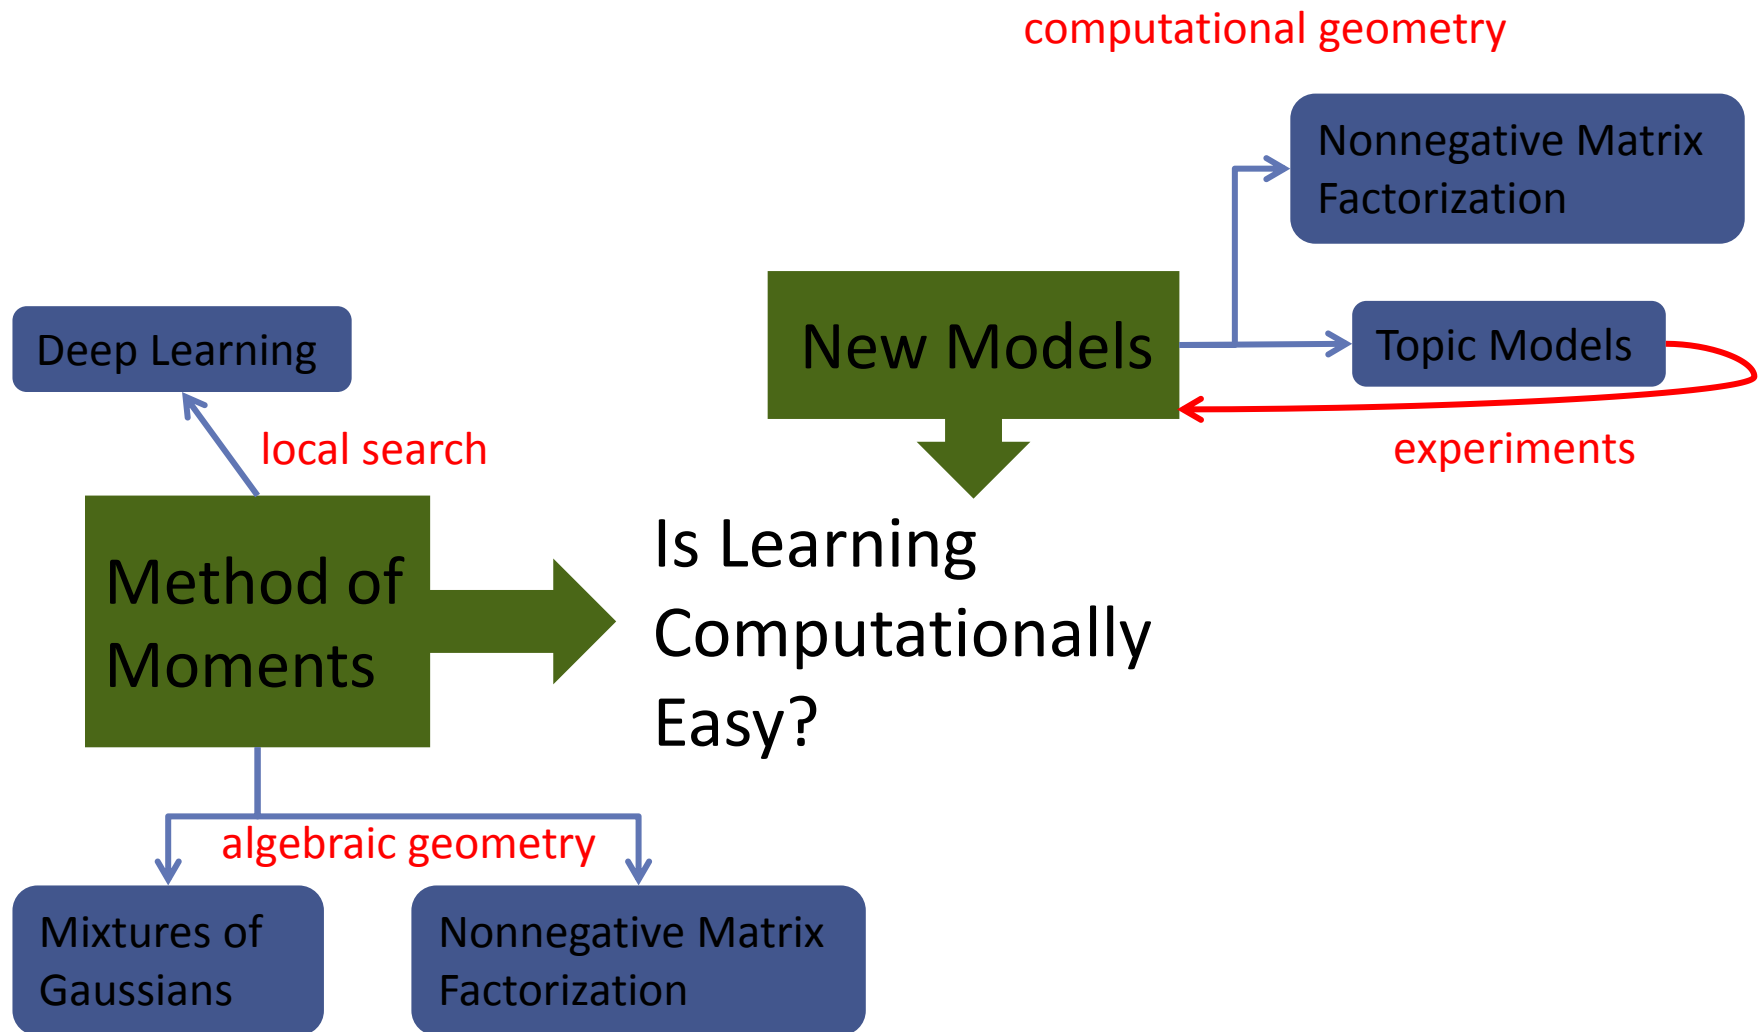 computational geometry
Nonnegative Matrix
Factorization
New Models
Topic Models
experiments
Deep Learning
local search
Method of
Moments
Is Learning
Computationally
Easy?
algebraic geometry
Mixtures of
Gaussians
Nonnegative Matrix
Factorization